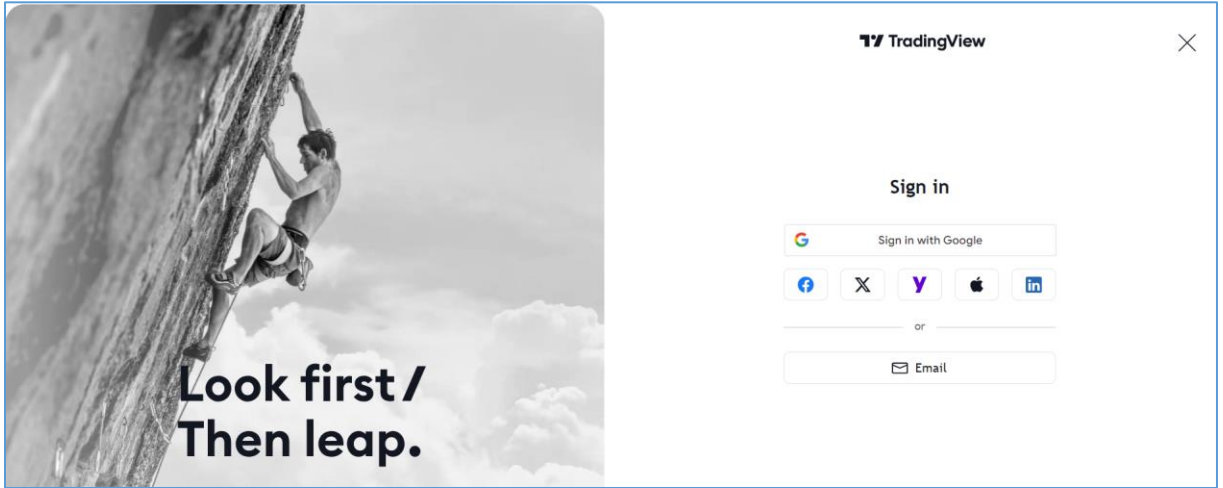 TradingView
Sign in
Sign in with Google
or
Email
Look first/
Then leap.